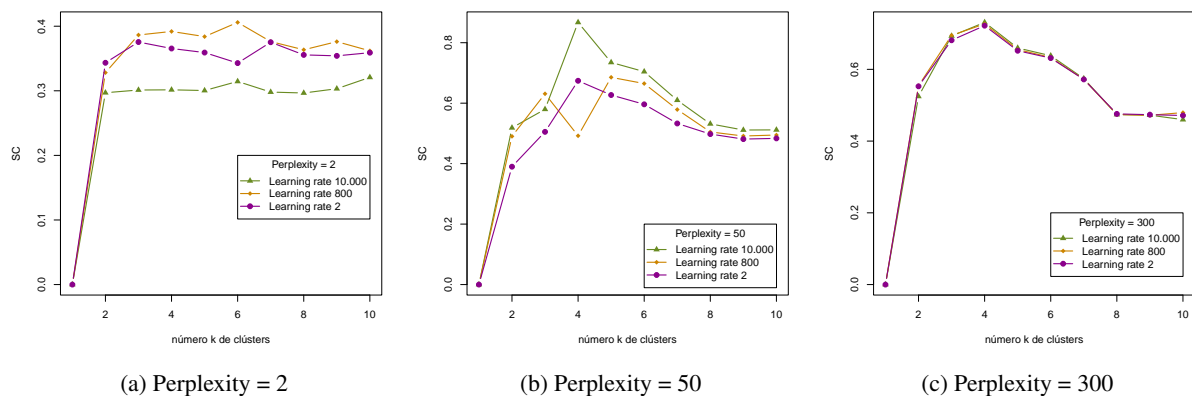 0.0
0.1
0.2
0.3
0.4
SC
2
4
6
8
10
número k de clústers
Perplexity = 2
Learning rate 10.000
Learning rate 800
Learning rate 2
(a) Perplexity = 2
0.0
0.2
0.4
0.6
0.8
SC
2
4
6
8
10
número k de clústers
Perplexity = 50
Learning rate 10.000
Learning rate 800
Learning rate 2
(b) Perplexity = 50
0.0
0.2
0.4
0.6
SC
2
4
6
8
10
número k de clústers
Perplexity = 300
Learning rate 10.000
Learning rate 800
Learning rate 2
(c) Perplexity = 300